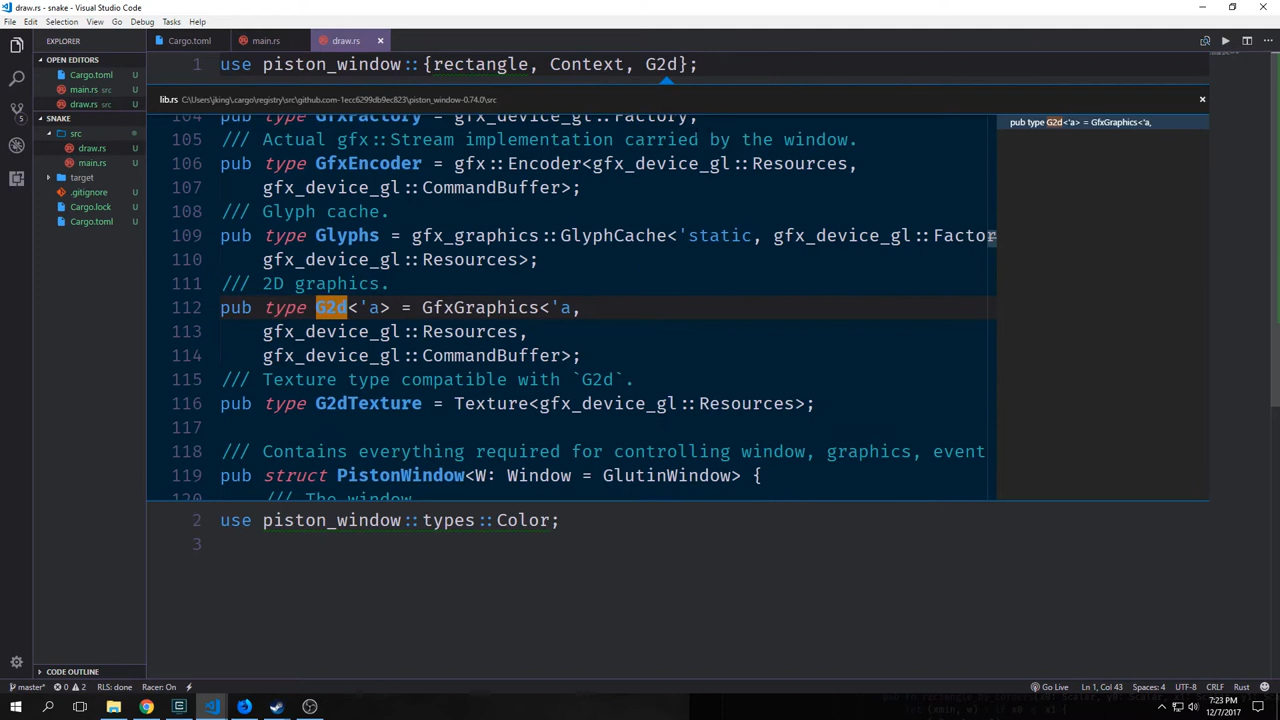 draw.rs - snake - Visual Studio Code
File Edit Selection View Go Debug Tasks Help
EXPLORER
Cargo.toml main.rs draw.rs
OPEN EDITORS
Cargo.toml U
main.rs src U
draw.rs src U
SNAKE
src
draw.rs U
main.rs U
target
.gitignore U
Cargo.lock U
Cargo.toml U
5
1 use piston_window::{rectangle, Context, G2d};
lib.rs C:\Users\jking\.cargo\registry\src\github.com-1ecc6299db9ec823\piston_window-0.74.0\src
104 pub type GfxFactory = gfx_device_gl::Factory;
105 /// Actual gfx::Stream implementation carried by the window.
106 pub type GfxEncoder = gfx::Encoder<gfx_device_gl::Resources,
107 gfx_device_gl::CommandBuffer>;
108 /// Glyph cache.
109 pub type Glyphs = gfx_graphics::GlyphCache<'static, gfx_device_gl::Factor
110 gfx_device_gl::Resources>;
111 /// 2D graphics.
112 pub type G2d<'a> = GfxGraphics<'a,
113 gfx_device_gl::Resources,
114 gfx_device_gl::CommandBuffer>;
115 /// Texture type compatible with `G2d`.
116 pub type G2dTexture = Texture<gfx_device_gl::Resources>;
117
118 /// Contains everything required for controlling window, graphics, event
119 pub struct PistonWindow<W: Window = GlutinWindow> {
120 /// The window.
pub type G2d<'a> = GfxGraphics<'a,
2 use piston_window::types::Color;
3
CODE OUTLINE
master* 0 2 RLS: done Racer: On
Go Live Ln 1, Col 43 Spaces: 4 UTF-8 CRLF Rust
7:23 PM
12/7/2017